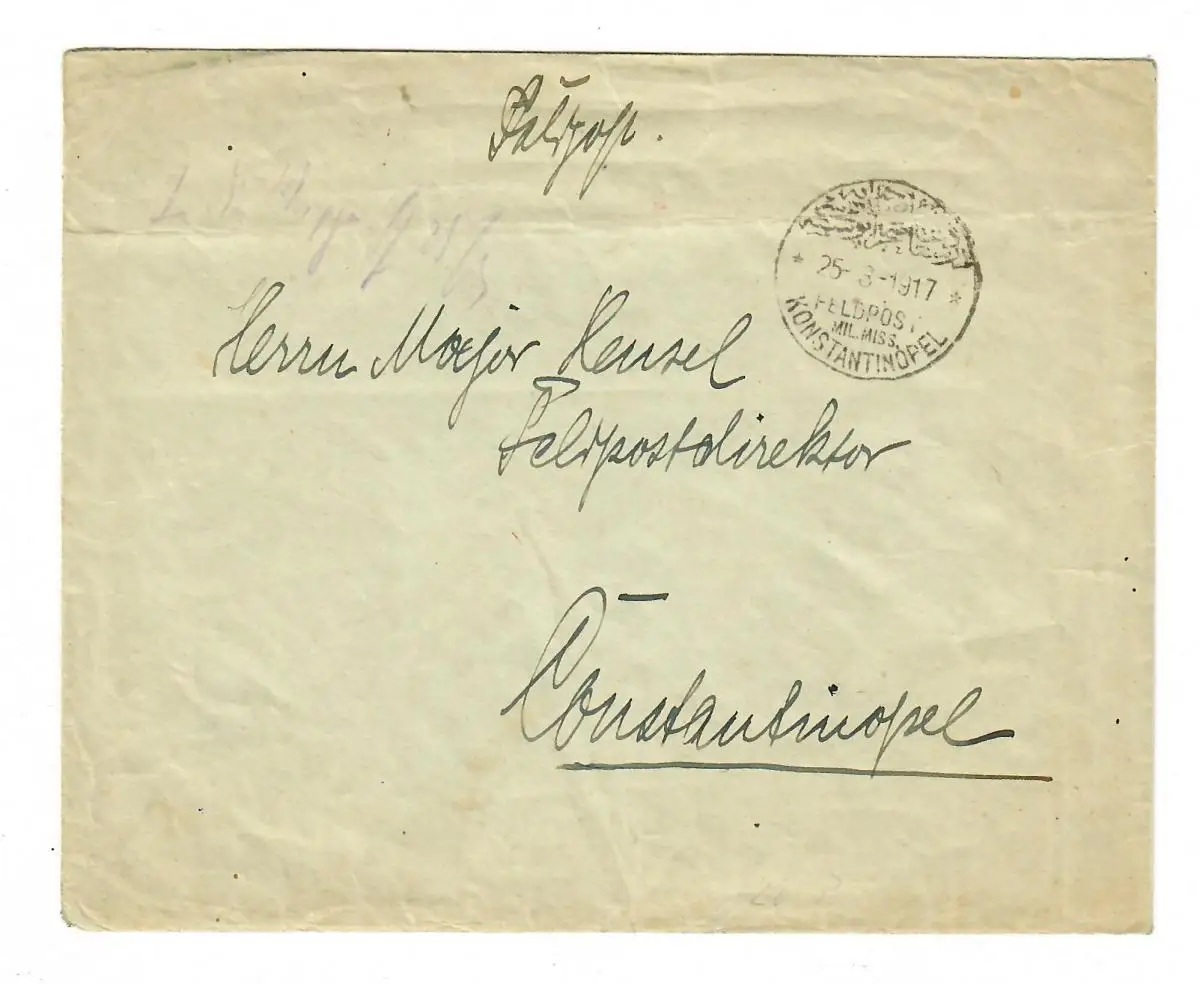 Feldpost.
25-3-1917
FELDPOST
MIL. MISS.
KONSTANTINOPEL
Herrn Major Hensel
Feldpostdirektor
Constantinopel